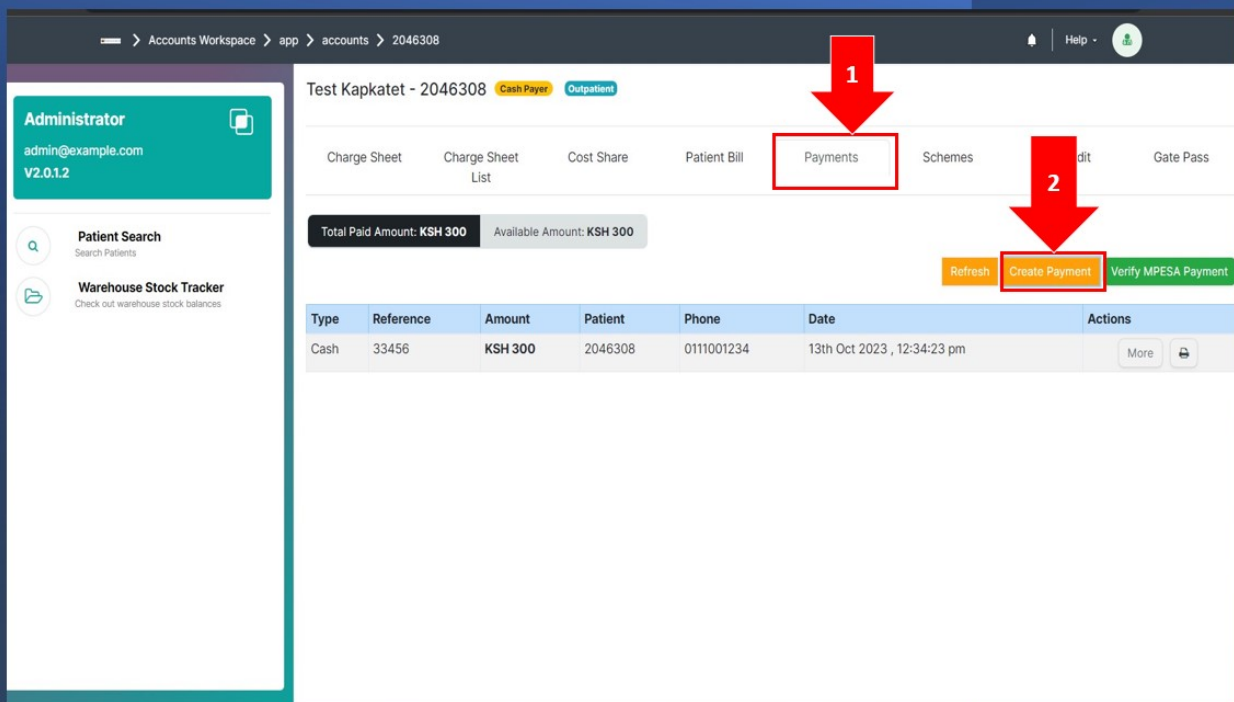 Accounts Workspace > app > accounts > 2046308
Help
1
Test Kapkatet - 2046308 Cash Payer Outpatient
Administrator
admin@example.com
V2.0.1.2
Patient Search
Search Patients
Warehouse Stock Tracker
Check out warehouse stock balances
Charge Sheet Charge Sheet List Cost Share Patient Bill Payments Schemes dit Gate Pass
2
Total Paid Amount: KSH 300 Available Amount: KSH 300
Refresh Create Payment Verify MPESA Payment
Type Reference Amount Patient Phone Date Actions
Cash 33456 KSH 300 2046308 0111001234 13th Oct 2023 , 12:34:23 pm More